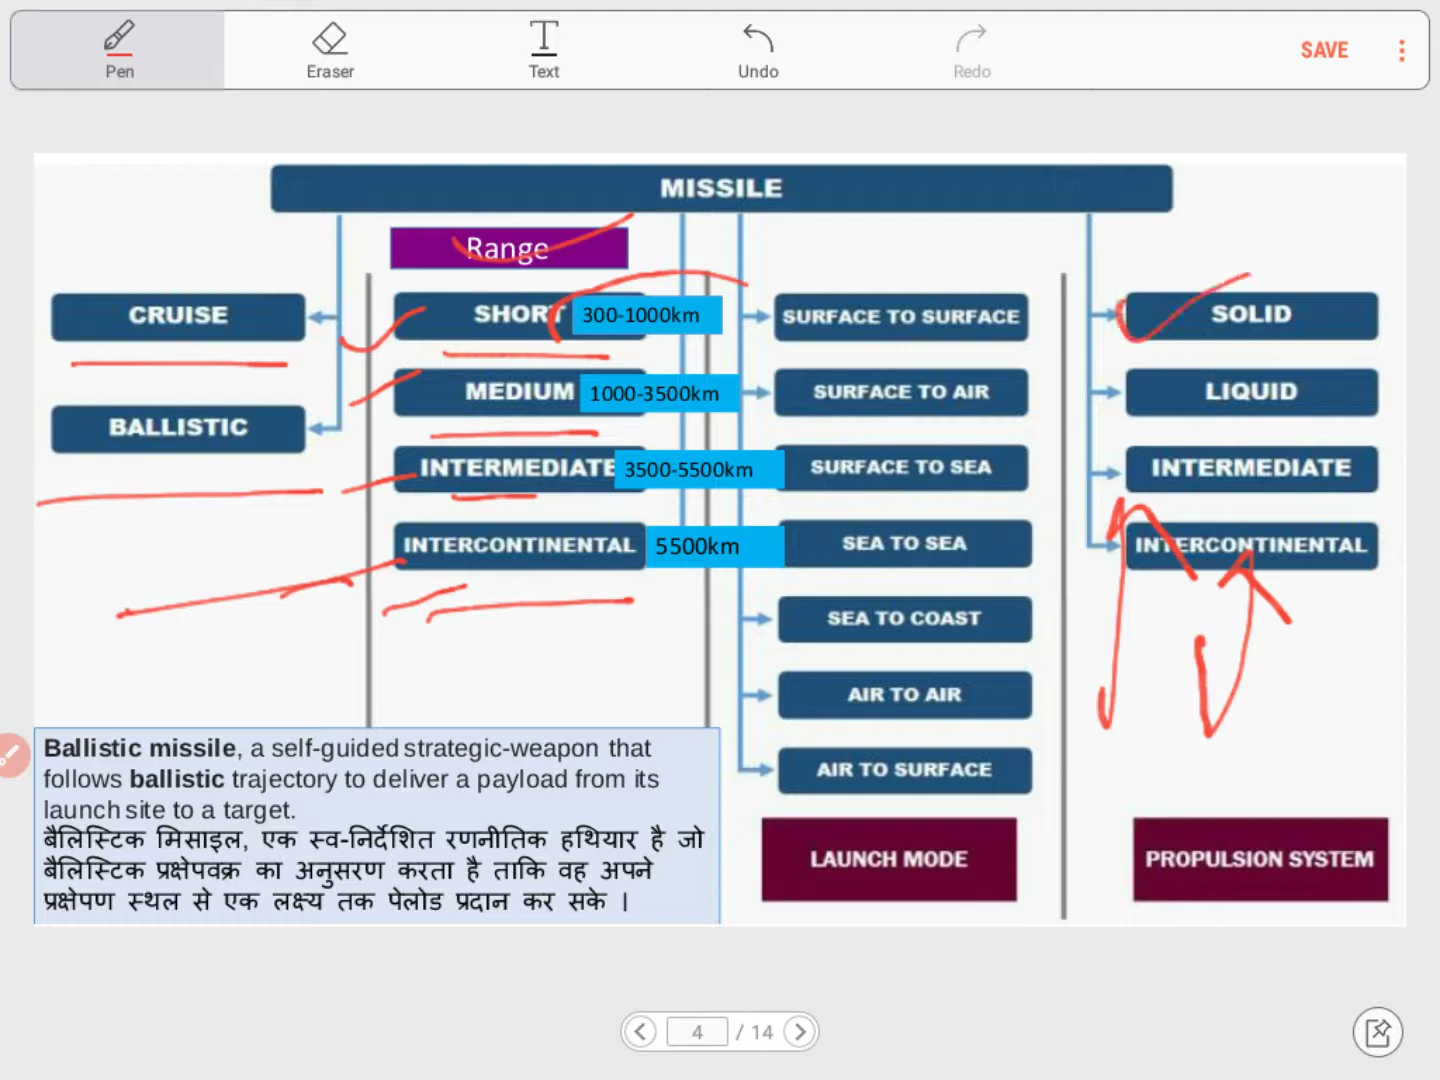 Pen
Eraser
Text
Undo
Redo
SAVE
MISSILE
Range
CRUISE
BALLISTIC
SHORT 300-1000km
MEDIUM 1000-3500km
INTERMEDIATE 3500-5500km
INTERCONTINENTAL 5500km
SURFACE TO SURFACE
SURFACE TO AIR
SURFACE TO SEA
SEA TO SEA
SEA TO COAST
AIR TO AIR
AIR TO SURFACE
LAUNCH MODE
SOLID
LIQUID
INTERMEDIATE
INTERCONTINENTAL
PROPULSION SYSTEM
Ballistic missile, a self-guided strategic-weapon that
follows ballistic trajectory to deliver a payload from its
launch site to a target.
बैलिस्टिक मिसाइल, एक स्व-निर्देशित रणनीतिक हथियार है जो
बैलिस्टिक प्रक्षेपवक्र का अनुसरण करता है ताकि वह अपने
प्रक्षेपण स्थल से एक लक्ष्य तक पेलोड प्रदान कर सके ।
4 / 14